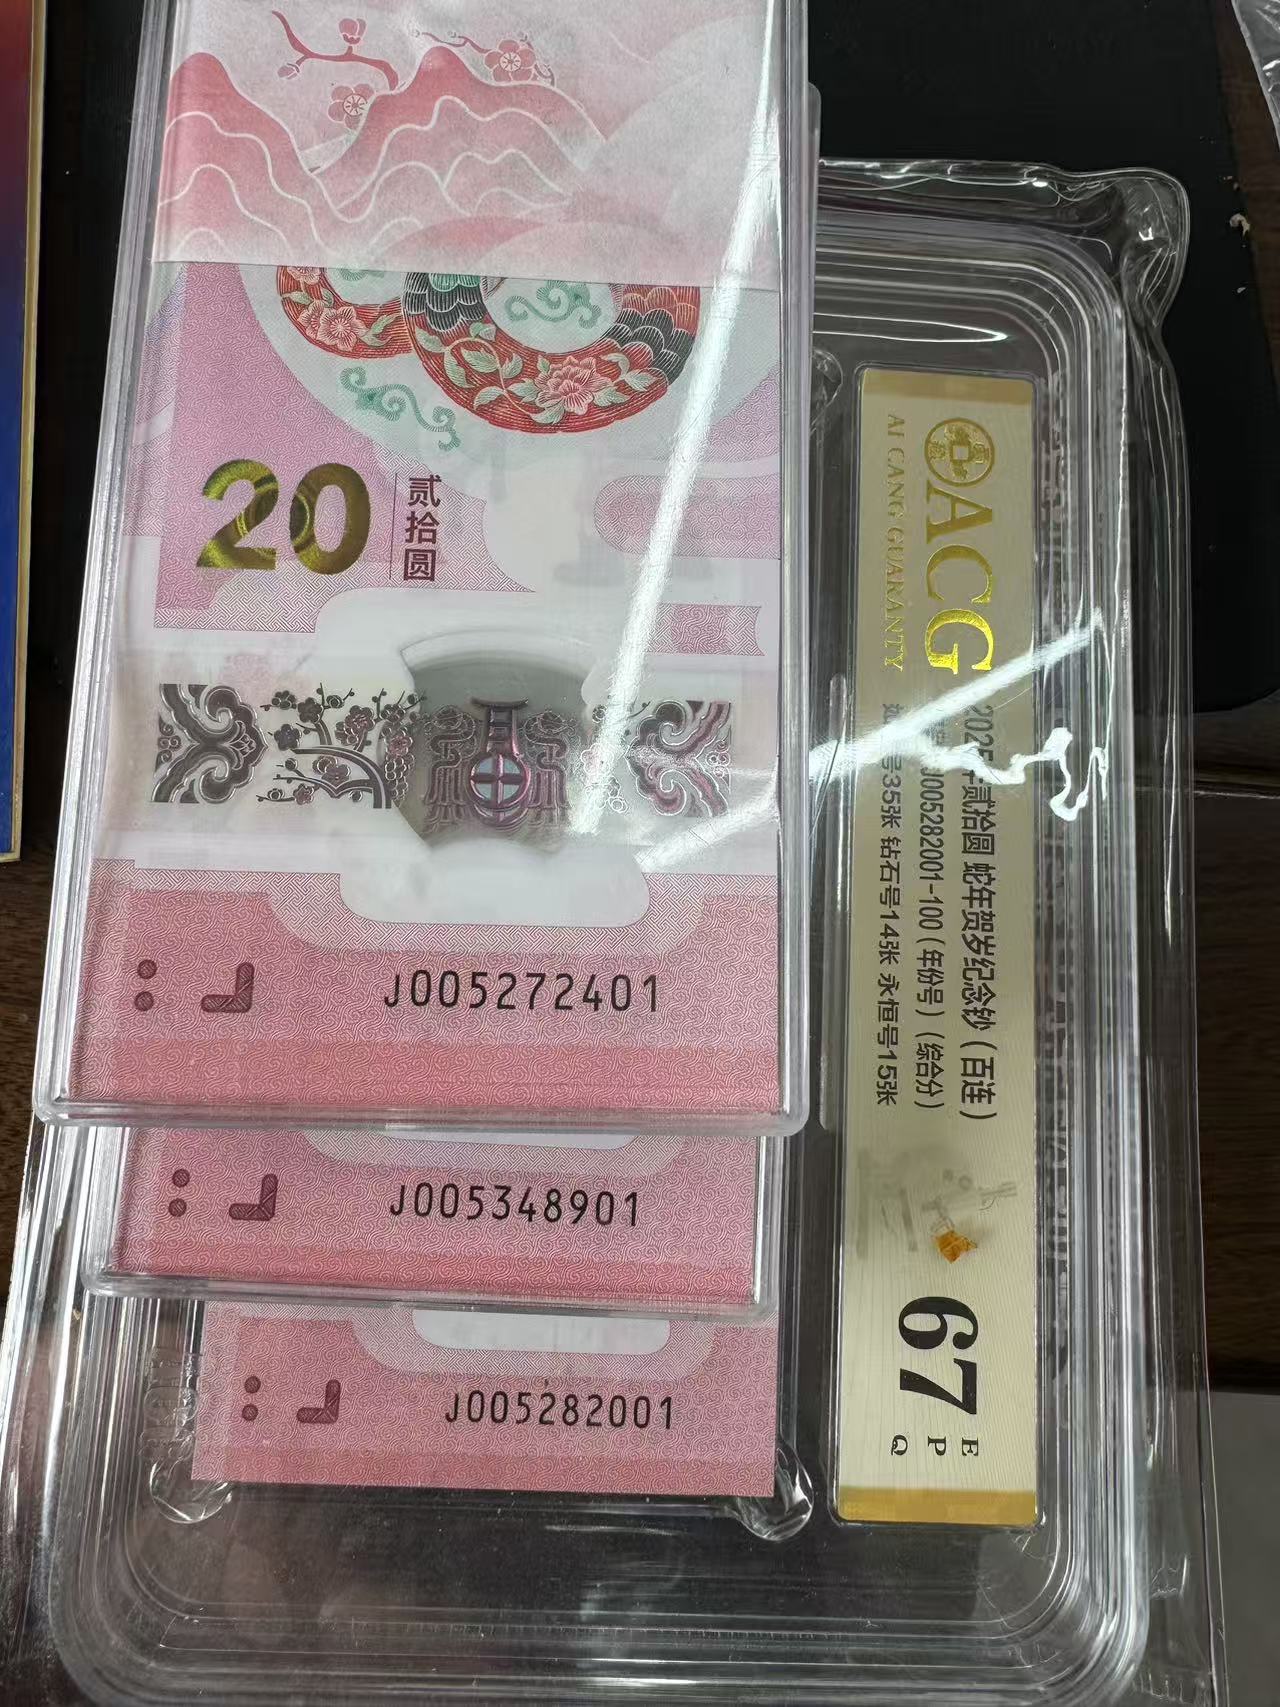 20
贰拾圆
J005272401
J005348901
J005282001
ACG
AI CANG GUARANTY
2025年贰拾圆 蛇年贺岁纪念钞（百连）
J005282001-100（年份号）（综合分）
号35张 钻石号14张 永恒号15张
67
E
P
Q